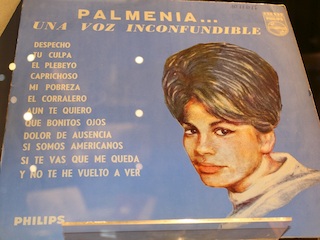 PALMENIA...
UNA VOZ INCONFUNDIBLE
DESPECHO
TU CULPA
EL PLEBEYO
CAPRICHOSO
MI POBREZA
EL CORRALERO
AUN TE QUIERO
QUE BONITOS OJOS
DOLOR DE AUSENCIA
SI SOMOS AMERICANOS
SI TE VAS QUE ME QUEDA
Y NO TE HE VUELTO A VER
PHILIPS